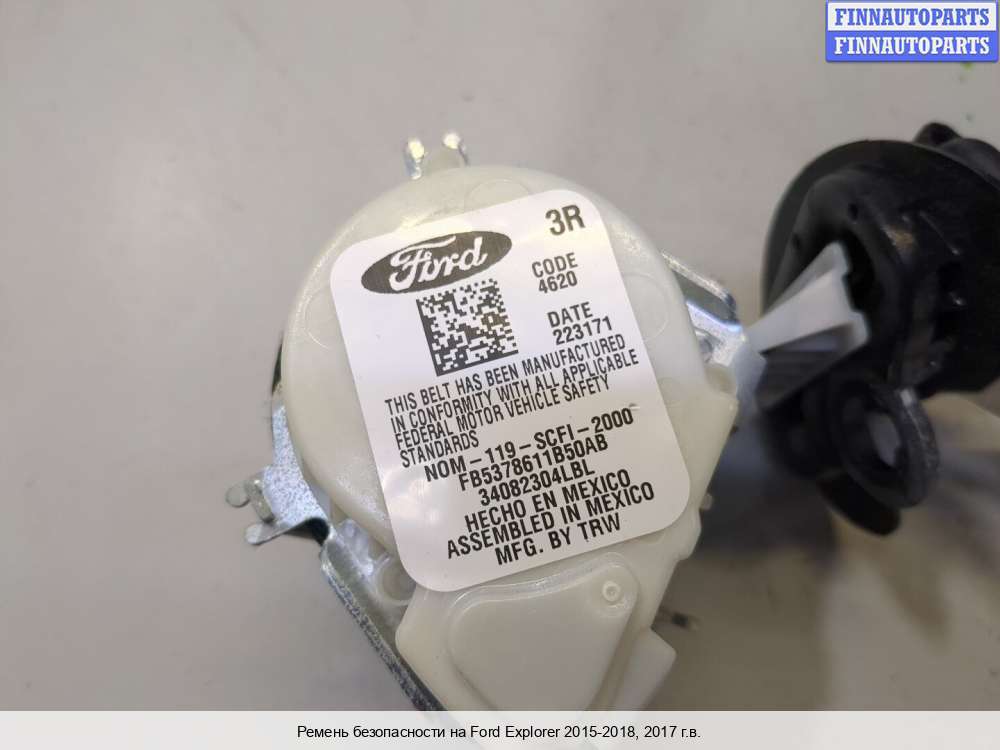 FINNAUTOPARTS
FINNAUTOPARTS
3R
Ford
CODE
4620
DATE
223171
THIS BELT HAS BEEN MANUFACTURED
IN CONFORMITY WITH ALL APPLICABLE
FEDERAL MOTOR VEHICLE SAFETY
STANDARDS
NOM-119-SCFI-2000
FB5378611B50AB
34082304LBL
HECHO EN MEXICO
ASSEMBLED IN MEXICO
MFG. BY TRW
Ремень безопасности на Ford Explorer 2015-2018, 2017 г.в.